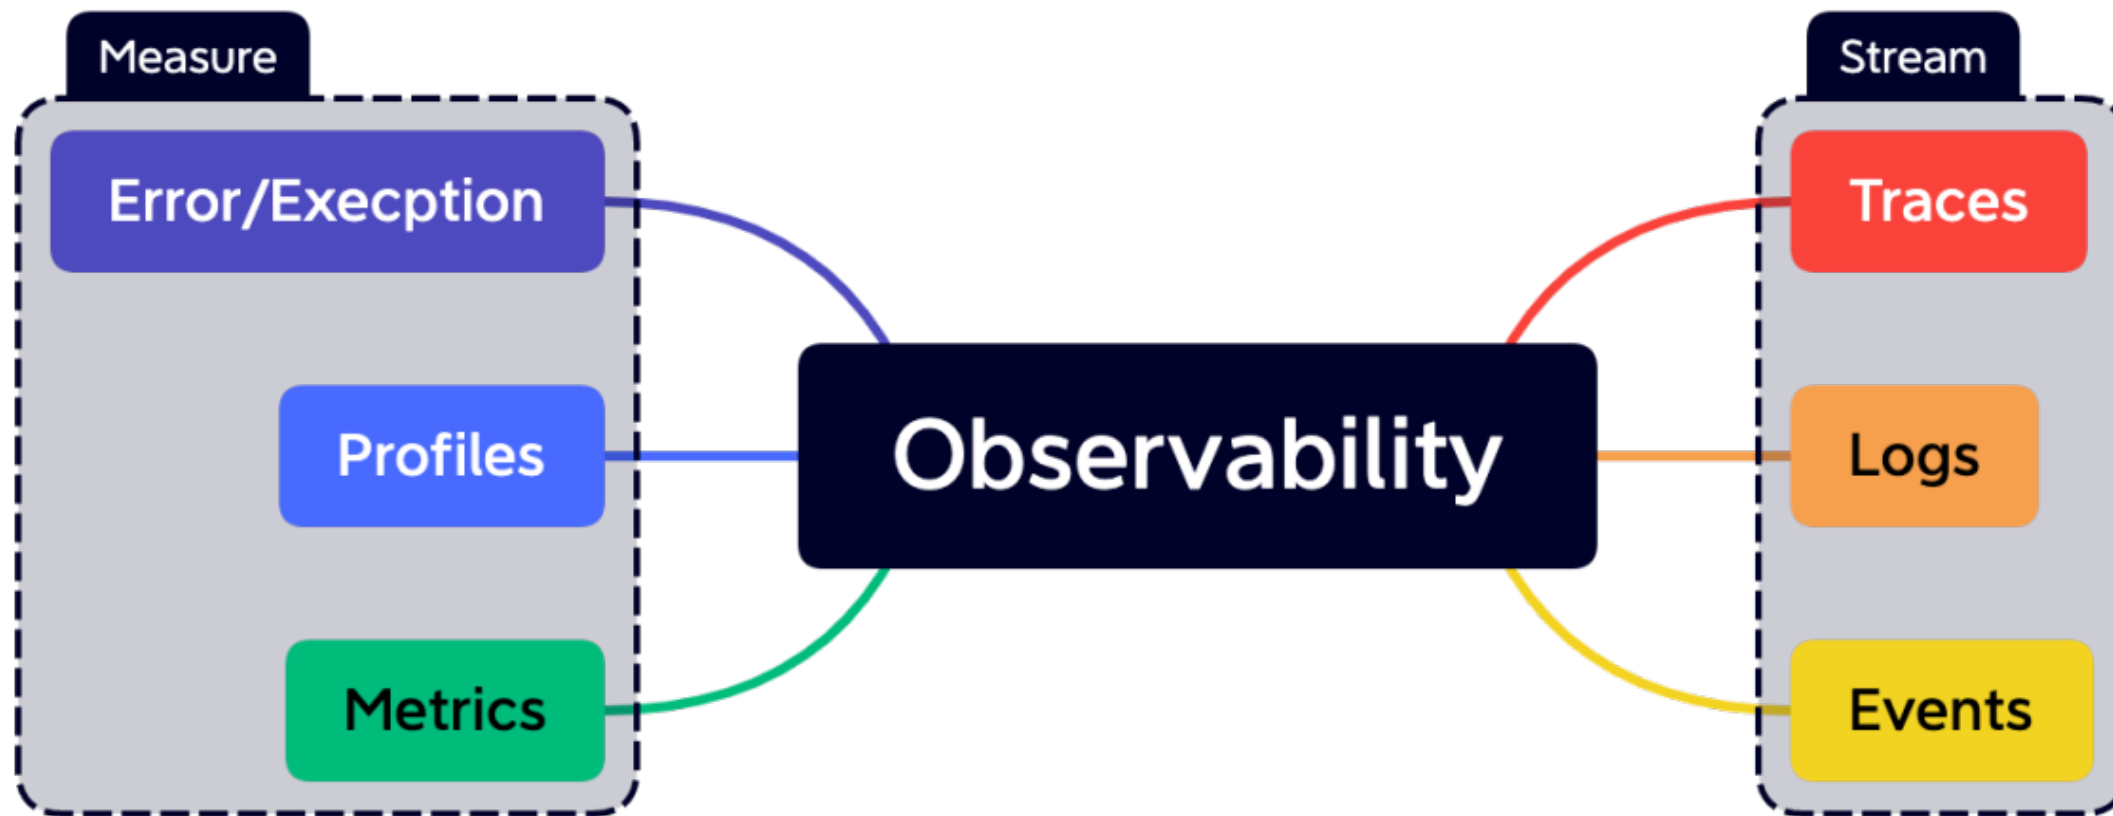 Measure
Error/Execption
Profiles
Metrics
Observability
Stream
Traces
Logs
Events